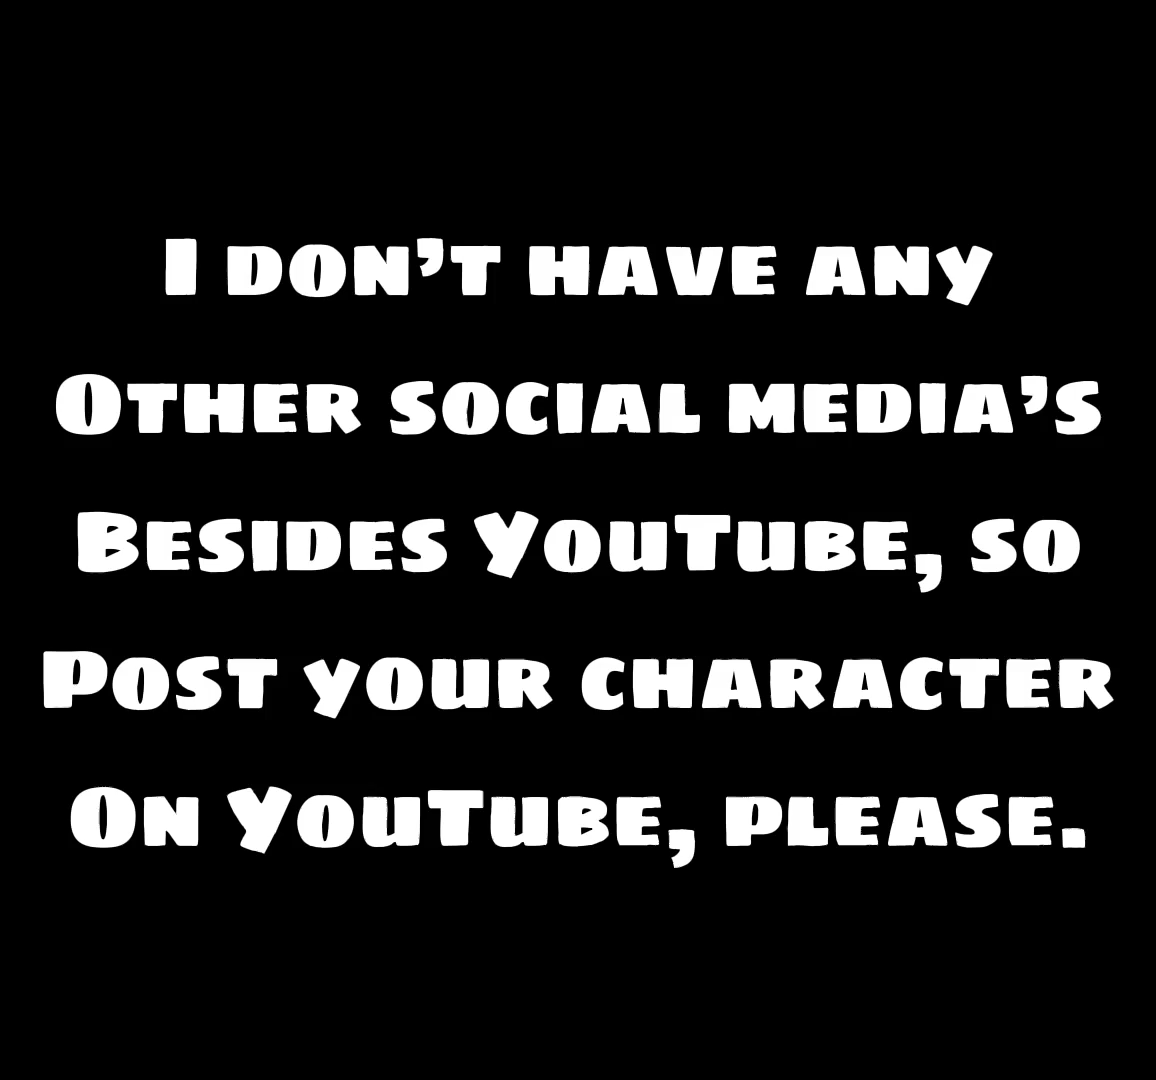 I don't have any
Other social media's
Besides YouTube, so
Post your character
On YouTube, please.